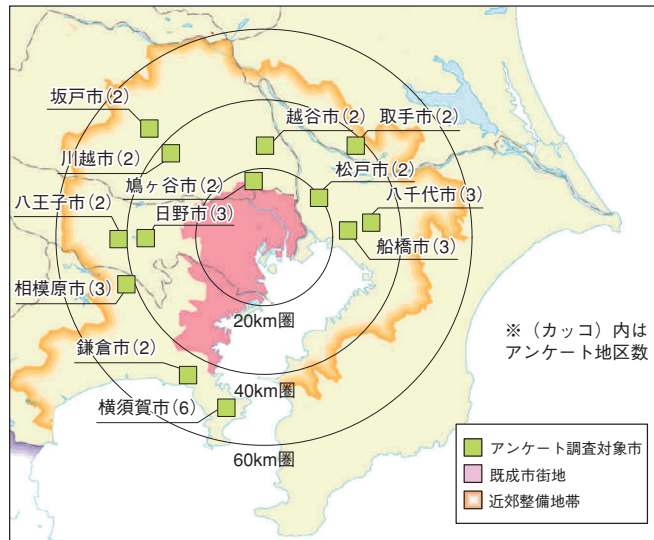 坂戸市(2)
越谷市(2)
取手市(2)
川越市(2)
松戸市(2)
鳩ヶ谷市(2)
八千代市(3)
八王子市(2)
日野市(3)
船橋市(3)
相模原市(3)
20km圏
※（カッコ）内は
アンケート地区数
鎌倉市(2)
40km圏
横須賀市(6)
60km圏
アンケート調査対象市
既成市街地
近郊整備地帯